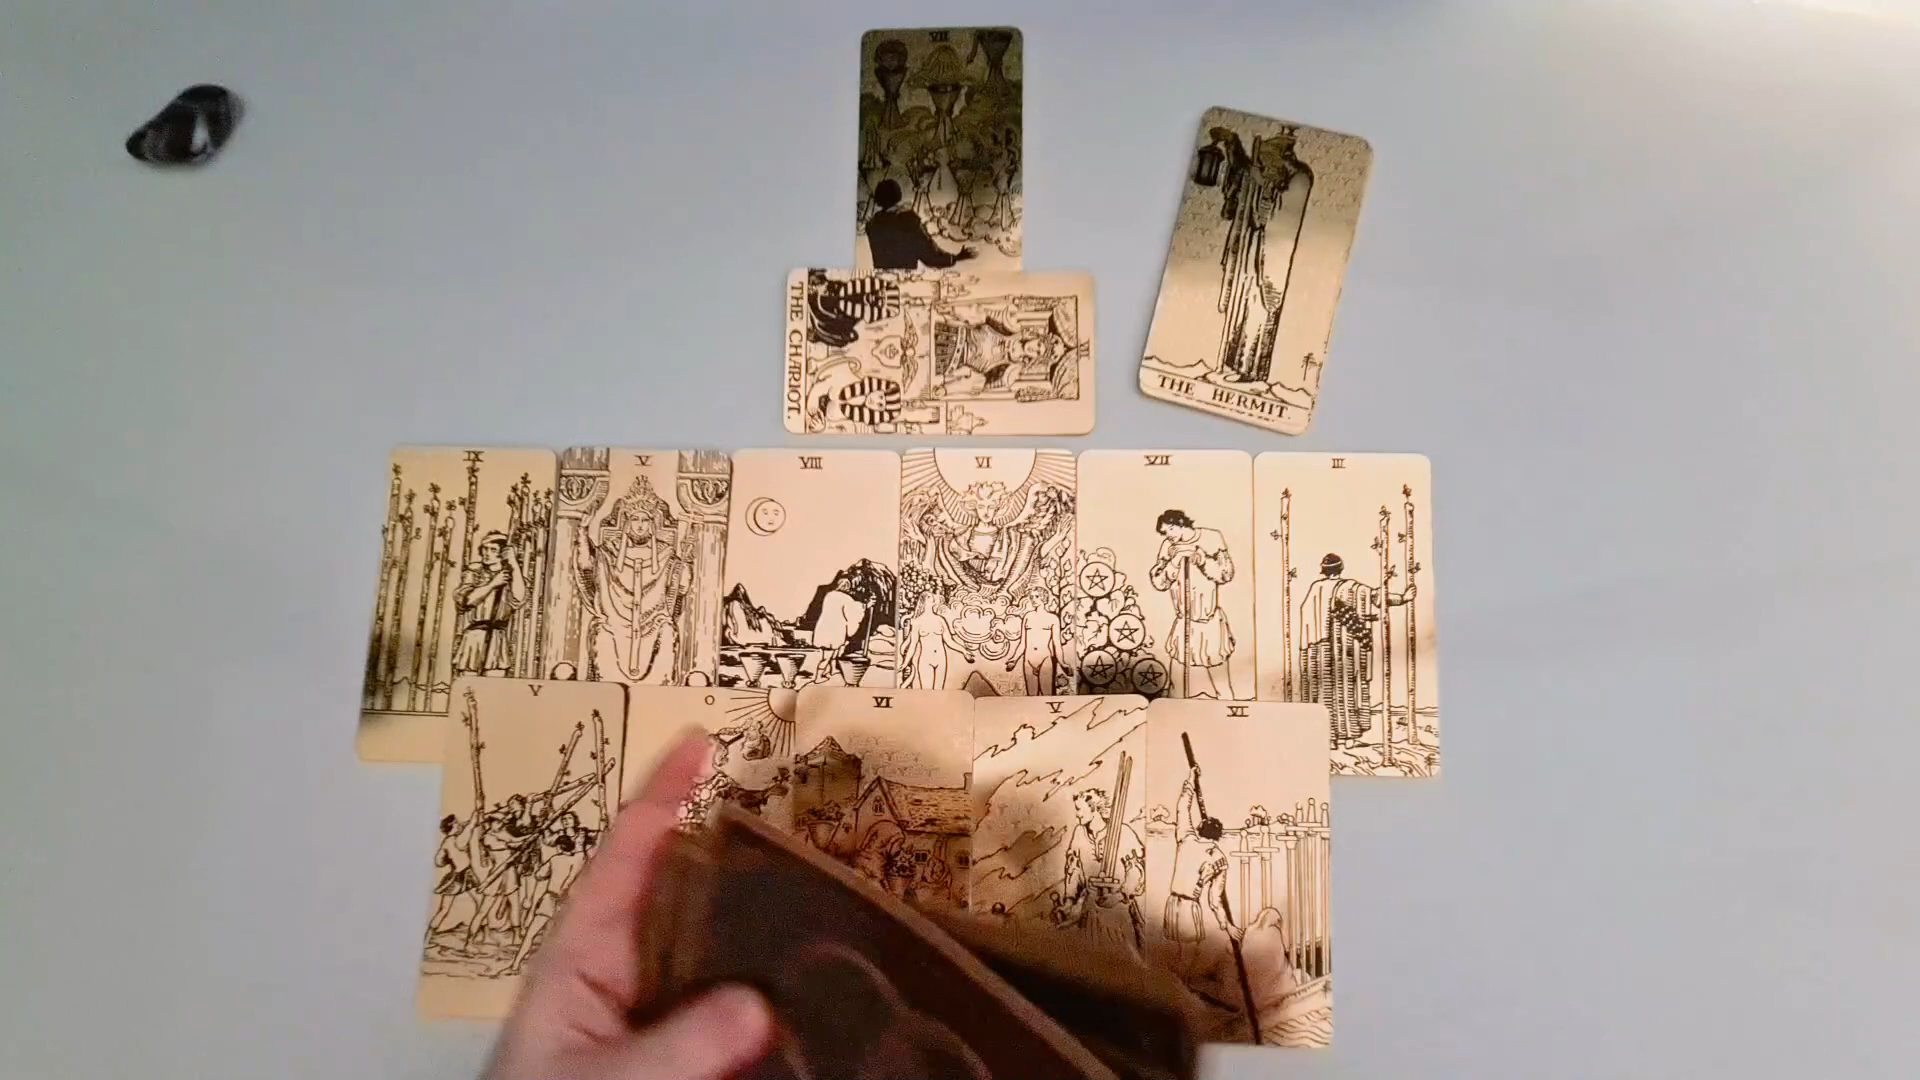 VII
IX
THE HERMIT.
THE CHARIOT.
VII
IX
V
VIII
VI
VII
III
V
0
VI
V
VI